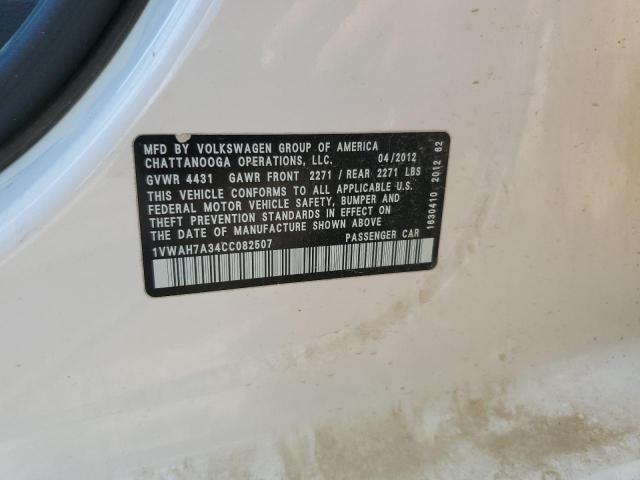 MFD BY VOLKSWAGEN GROUP OF AMERICA
CHATTANOOGA OPERATIONS, LLC. 04/2012
GVWR 4431 GAWR FRONT 2271 / REAR 2271 LBS
THIS VEHICLE CONFORMS TO ALL APPLICABLE U.S.
FEDERAL MOTOR VEHICLE SAFETY, BUMPER AND
THEFT PREVENTION STANDARDS IN EFFECT ON
THE DATE OF MANUFACTURE SHOWN ABOVE
1VWAH7A34CC082507 PASSENGER CAR
1630410 2012 62